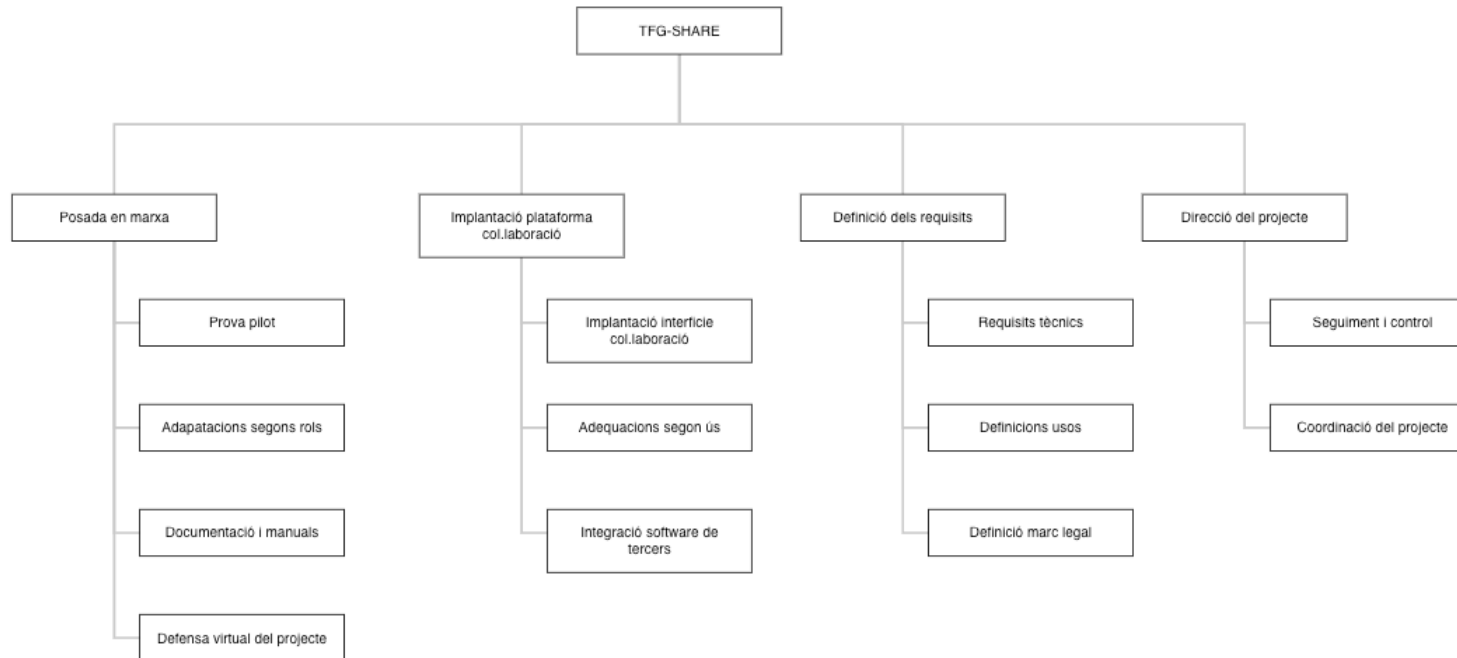 TFG-SHARE
Posada en marxa
Implantació plataforma
col.laboració
Definició dels requisits
Direcció del projecte
Prova pilot
Implantació interfície
col.laboració
Requisits tècnics
Seguiment i control
Adapatacions segons rols
Adequacions segon ús
Definicions usos
Coordinació del projecte
Documentació i manuals
Integració software de
tercers
Definició marc legal
Defensa virtual del projecte